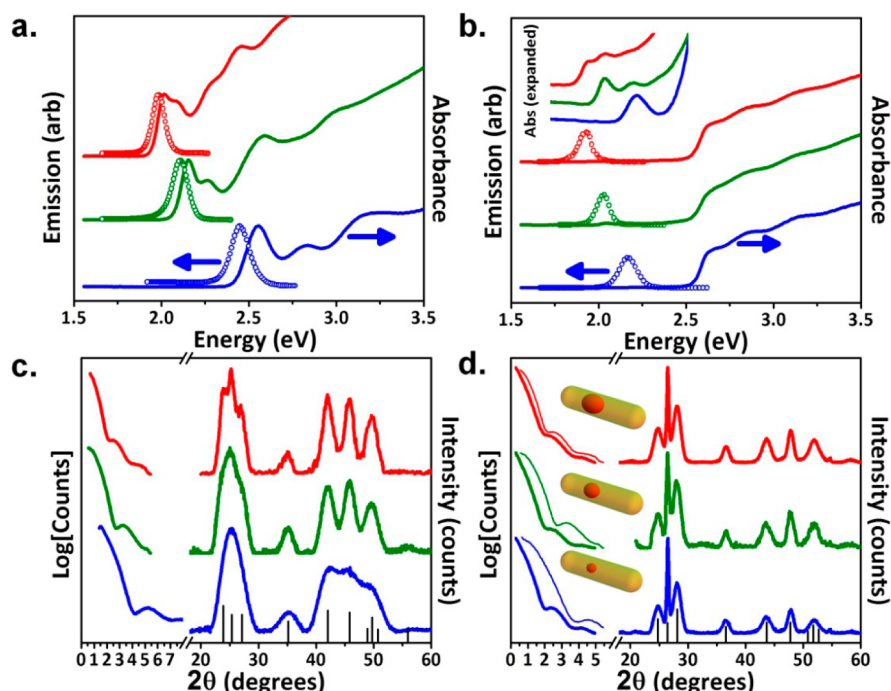 a.
Emission (arb)
Absorbance
1.5 2.0 2.5 3.0 3.5
Energy (eV)
b.
Abs (expanded)
Emission (arb)
Absorbance
1.5 2.0 2.5 3.0 3.5
Energy (eV)
c.
Log[Counts]
Intensity (counts)
0 1 2 3 4 5 6 7 20 30 40 50 60
2θ (degrees)
d.
Log[Counts]
Intensity (counts)
0 1 2 3 4 5 20 30 40 50 60
2θ (degrees)